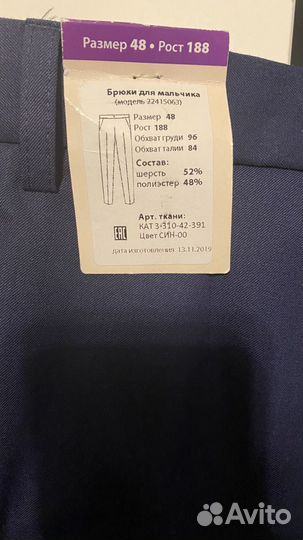 Размер 48 • Рост 188
Брюки для мальчика
(модель 22415063)
Размер 48
Рост 188
Обхват груди 96
Обхват талии 84
Состав:
шерсть 52%
полиэстер 48%
Арт. ткани:
КАТ 3-310-42-391
Цвет СИН-00
ЕАС
дата изготовления: 13.11.2019
Avito